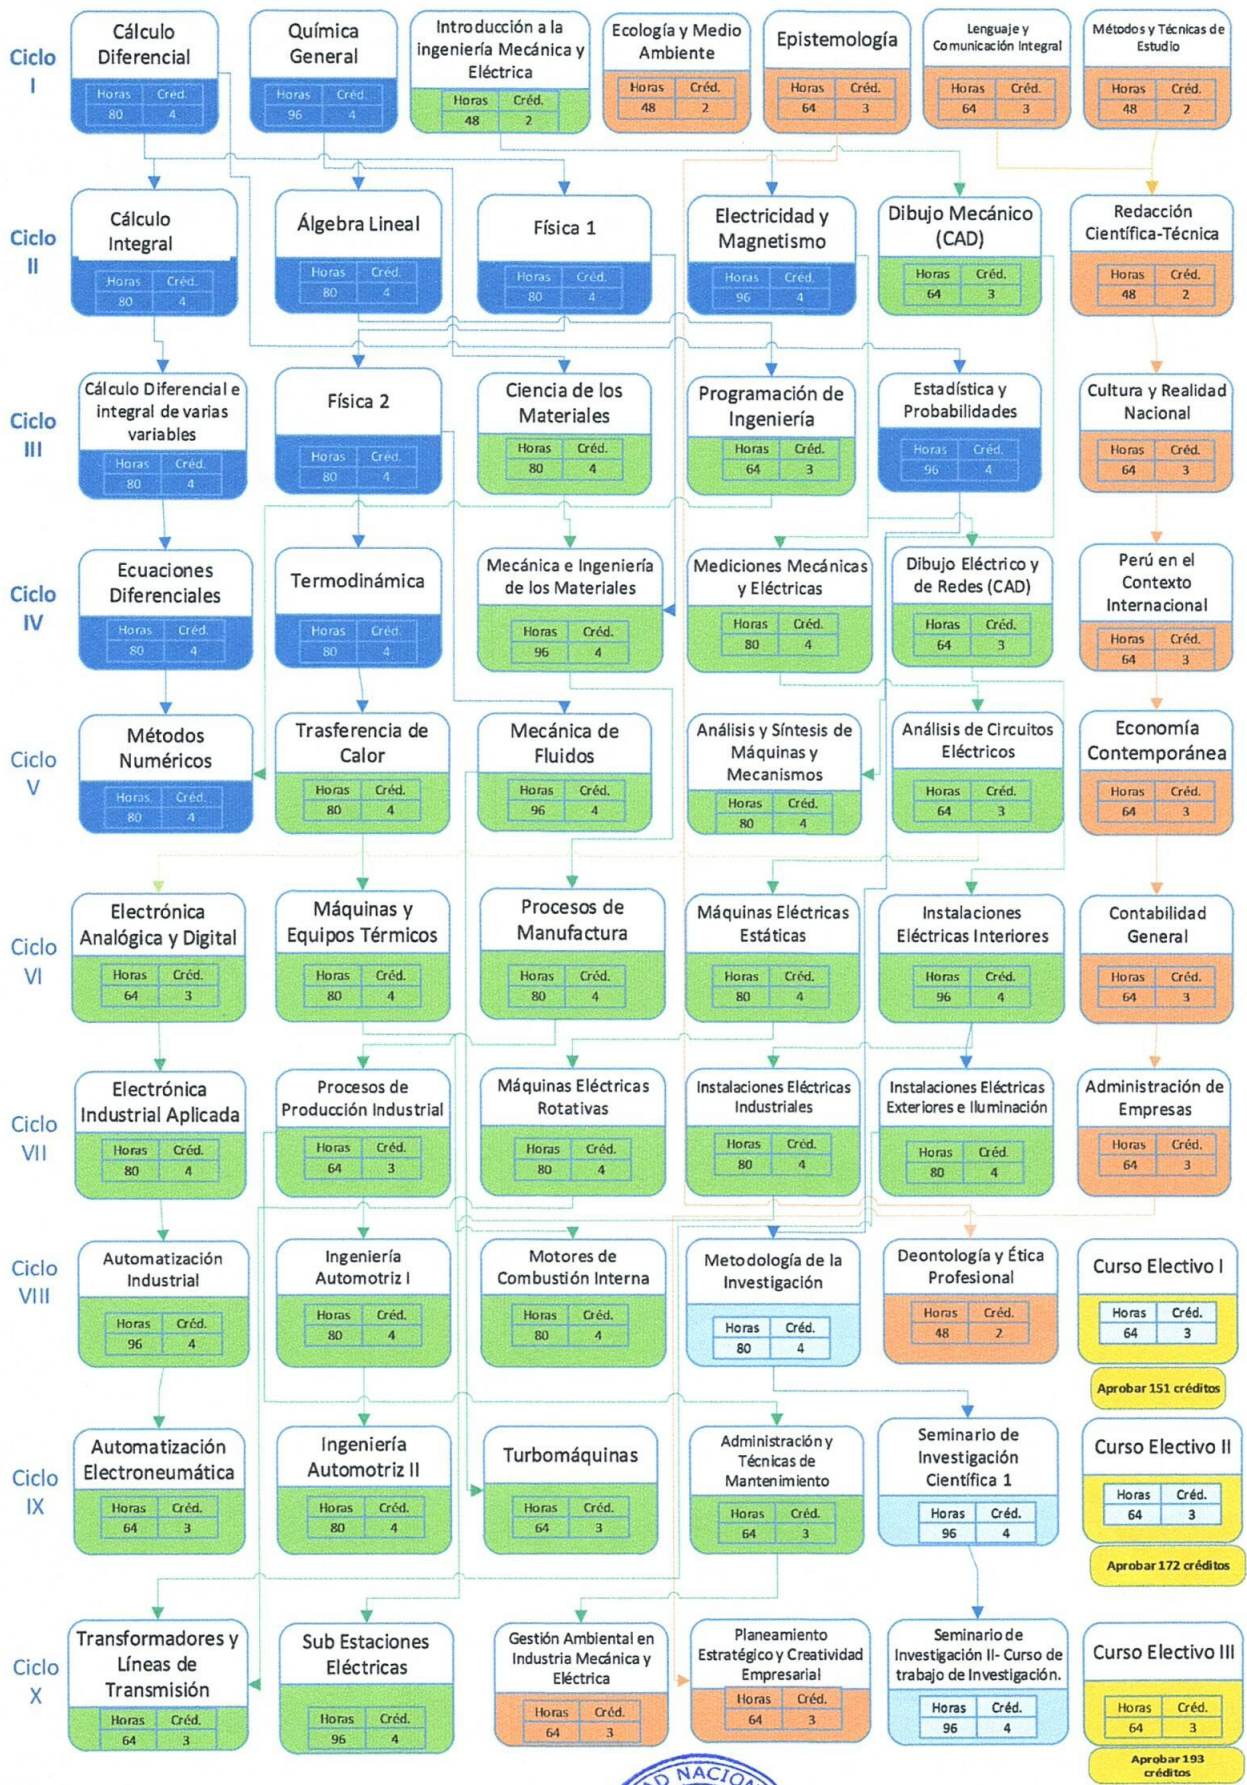 Ciclo
I
Cálculo
Diferencial
Horas Créd.
80 4
Química
General
Horas Créd.
96 4
Introducción a la
ingeniería Mecánica y
Eléctrica
Horas Créd.
48 2
Ecología y Medio
Ambiente
Horas Créd.
48 2
Epistemología
Horas Créd.
64 3
Lenguaje y
Comunicación Integral
Horas Créd.
64 3
Métodos y Técnicas de
Estudio
Horas Créd.
48 2
Ciclo
II
Cálculo
Integral
Horas Créd.
80 4
Álgebra Lineal
Horas Créd.
80 4
Física 1
Horas Créd.
80 4
Electricidad y
Magnetismo
Horas Créd.
96 4
Dibujo Mecánico
(CAD)
Horas Créd.
64 3
Redacción
Científica-Técnica
Horas Créd.
48 2
Ciclo
III
Cálculo Diferencial e
integral de varias
variables
Horas Créd.
80 4
Física 2
Horas Créd.
80 4
Ciencia de los
Materiales
Horas Créd.
80 4
Programación de
Ingeniería
Horas Créd.
64 3
Estadística y
Probabilidades
Horas Créd.
96 4
Cultura y Realidad
Nacional
Horas Créd.
64 3
Ciclo
IV
Ecuaciones
Diferenciales
Horas Créd.
80 4
Termodinámica
Horas Créd.
80 4
Mecánica e Ingeniería
de los Materiales
Horas Créd.
96 4
Mediciones Mecánicas
y Eléctricas
Horas Créd.
80 4
Dibujo Eléctrico y
de Redes (CAD)
Horas Créd.
64 3
Perú en el
Contexto
Internacional
Horas Créd.
64 3
Ciclo
V
Métodos
Numéricos
Horas Créd.
80 4
Trasferencia de
Calor
Horas Créd.
80 4
Mecánica de
Fluidos
Horas Créd.
96 4
Análisis y Síntesis de
Máquinas y
Mecanismos
Horas Créd.
80 4
Análisis de Circuitos
Eléctricos
Horas Créd.
64 3
Economía
Contemporánea
Horas Créd.
64 3
Ciclo
VI
Electrónica
Analógica y Digital
Horas Créd.
64 3
Máquinas y
Equipos Térmicos
Horas Créd.
80 4
Procesos de
Manufactura
Horas Créd.
80 4
Máquinas Eléctricas
Estáticas
Horas Créd.
80 4
Instalaciones
Eléctricas Interiores
Horas Créd.
96 4
Contabilidad
General
Horas Créd.
64 3
Ciclo
VII
Electrónica
Industrial Aplicada
Horas Créd.
80 4
Procesos de
Producción Industrial
Horas Créd.
64 3
Máquinas Eléctricas
Rotativas
Horas Créd.
80 4
Instalaciones Eléctricas
Industriales
Horas Créd.
80 4
Instalaciones Eléctricas
Exteriores e Iluminación
Horas Créd.
80 4
Administración de
Empresas
Horas Créd.
64 3
Ciclo
VIII
Automatización
Industrial
Horas Créd.
96 4
Ingeniería
Automotriz I
Horas Créd.
80 4
Motores de
Combustión Interna
Horas Créd.
80 4
Metodología de la
Investigación
Horas Créd.
80 4
Deontología y Ética
Profesional
Horas Créd.
48 2
Curso Electivo I
Horas Créd.
64 3
Aprobar 151 créditos
Ciclo
IX
Automatización
Electroneumática
Horas Créd.
64 3
Ingeniería
Automotriz II
Horas Créd.
80 4
Turbomáquinas
Horas Créd.
64 3
Administración y
Técnicas de
Mantenimiento
Horas Créd.
64 3
Seminario de
Investigación
Científica 1
Horas Créd.
96 4
Curso Electivo II
Horas Créd.
64 3
Aprobar 172 créditos
Ciclo
X
Transformadores y
Líneas de
Transmisión
Horas Créd.
64 3
Sub Estaciones
Eléctricas
Horas Créd.
96 4
Gestión Ambiental en
Industria Mecánica y
Eléctrica
Horas Créd.
64 3
Planeamiento
Estratégico y Creatividad
Empresarial
Horas Créd.
64 3
Seminario de
Investigación II- Curso de
trabajo de Investigación.
Horas Créd.
96 4
Curso Electivo III
Horas Créd.
64 3
Aprobar 193
créditos